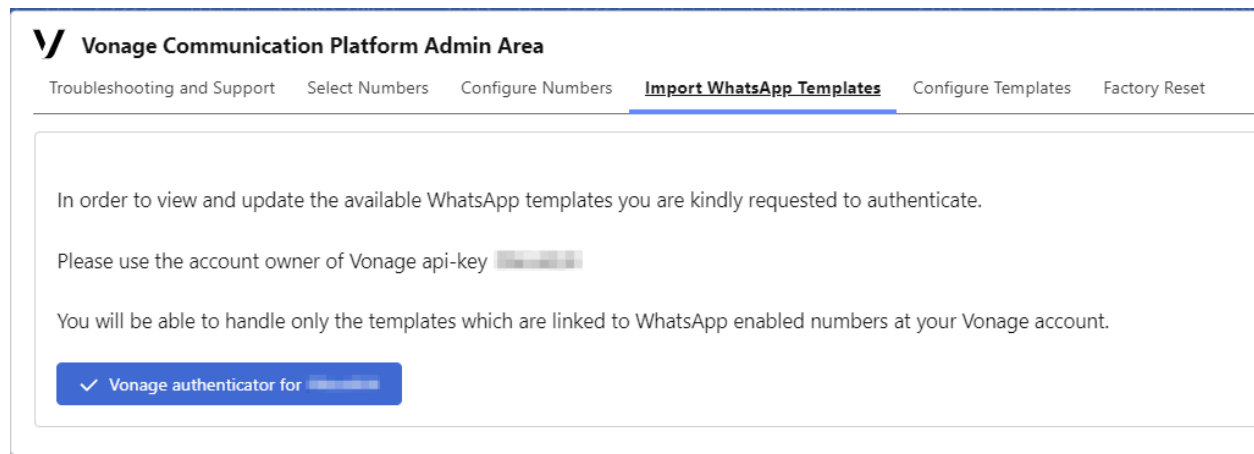 Vonage Communication Platform Admin Area
Troubleshooting and Support Select Numbers Configure Numbers Import WhatsApp Templates Configure Templates Factory Reset
In order to view and update the available WhatsApp templates you are kindly requested to authenticate.
Please use the account owner of Vonage api-key
You will be able to handle only the templates which are linked to WhatsApp enabled numbers at your Vonage account.
Vonage authenticator for